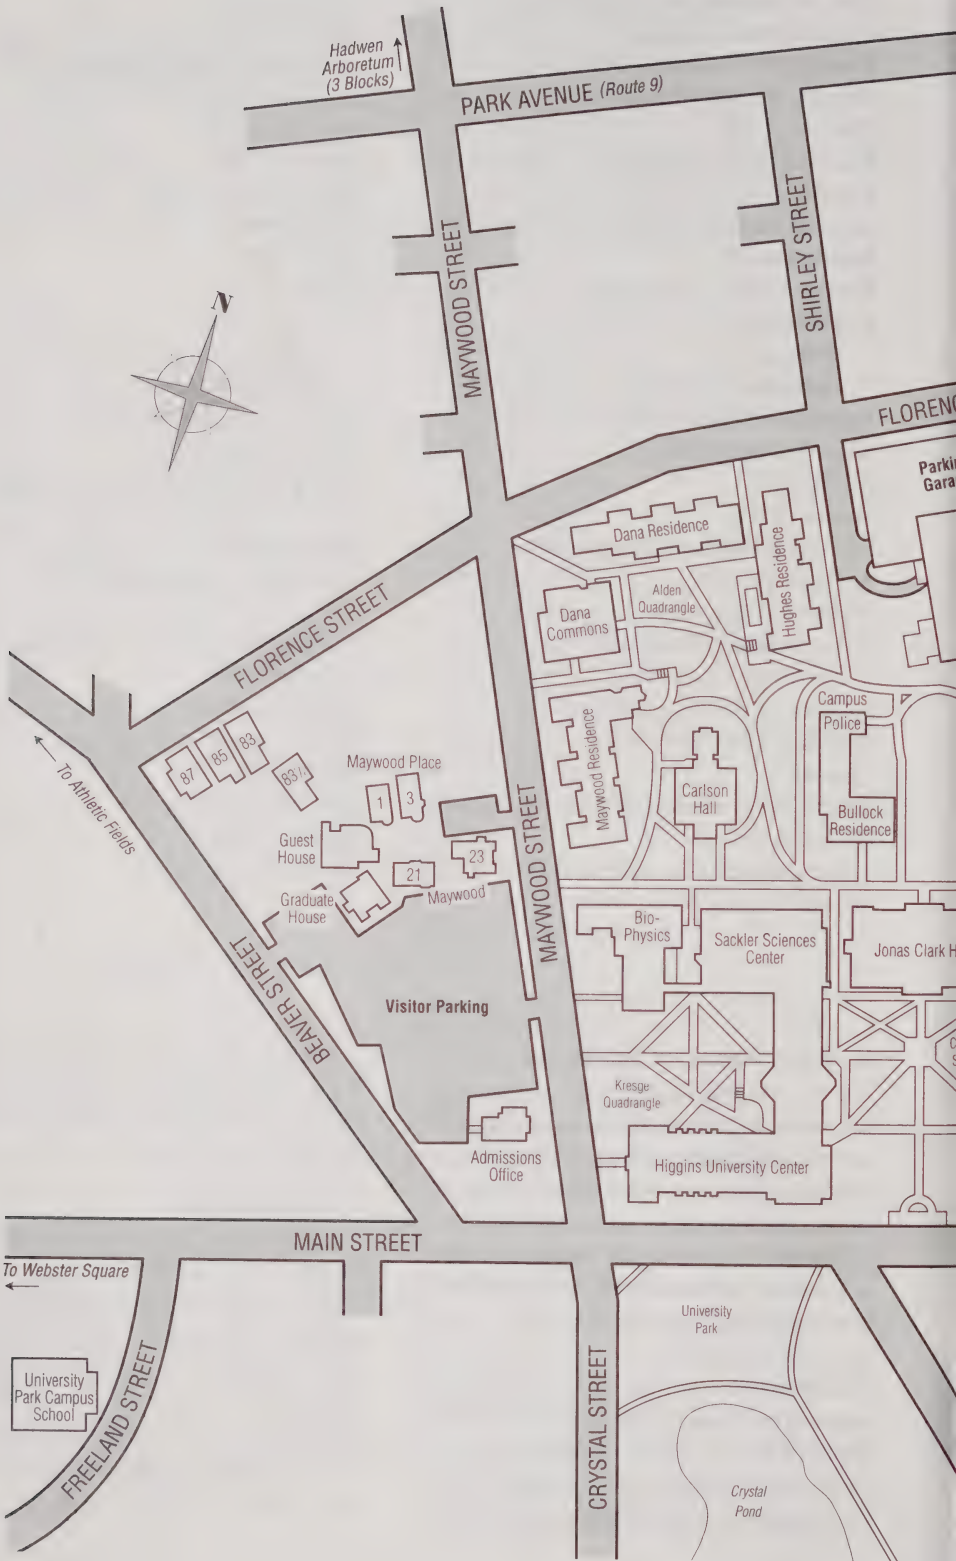 Hadwen
Arboretum
(3 Blocks)
PARK AVENUE (Route 9)
MAYWOOD STREET
SHIRLEY STREET
N
FLORENC
Parkin
Gara
Dana Residence
Hughes Residence
Alden
Quadrangle
Dana
Commons
FLORENCE STREET
Campus
Police
Maywood Residence
Carlson
Hall
Bullock
Residence
87
85
83
83½
Maywood Place
1
3
To Athletic Fields
Guest
House
23
21
Maywood
Graduate
House
MAYWOOD STREET
Bio-
Physics
Sackler Sciences
Center
Jonas Clark H
BEAVER STREET
Visitor Parking
C
S
Kresge
Quadrangle
Admissions
Office
Higgins University Center
MAIN STREET
To Webster Square
University
Park
University
Park Campus
School
FREELAND STREET
CRYSTAL STREET
Crystal
Pond